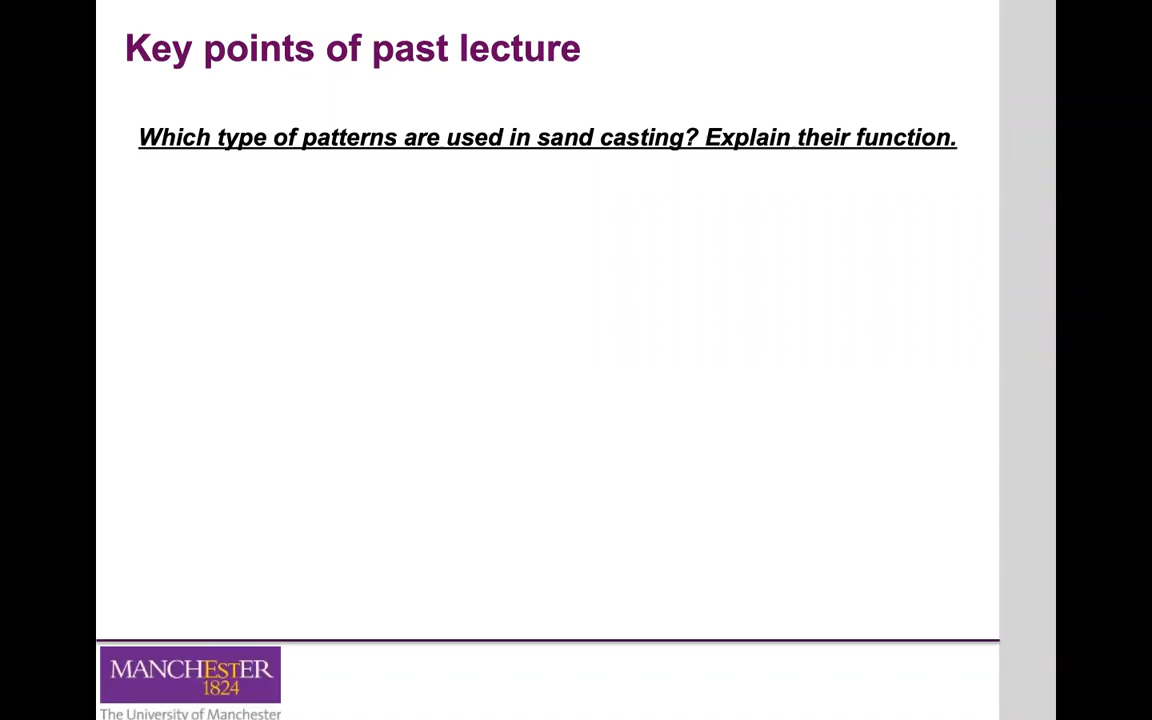 Key points of past lecture
Which type of patterns are used in sand casting? Explain their function.
MANCHESTER
1824
The University of Manchester